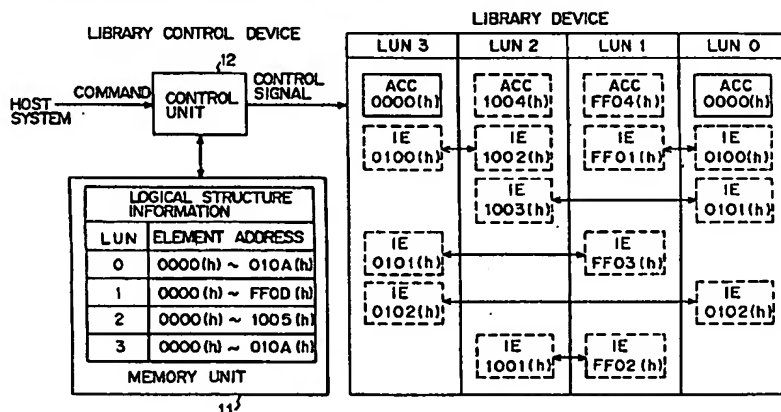 LIBRARY CONTROL DEVICE
12
HOST SYSTEM
COMMAND
CONTROL UNIT
CONTROL SIGNAL
LOGICAL STRUCTURE INFORMATION
LUN ELEMENT ADDRESS
0 0000(h) ~ 010A(h)
1 0000(h) ~ FF0D(h)
2 0000(h) ~ 1005(h)
3 0000(h) ~ 010A(h)
MEMORY UNIT
11
LIBRARY DEVICE
LUN 3 LUN 2 LUN 1 LUN 0
ACC ACC ACC ACC
0000(h) 1004(h) FF04(h) 0000(h)
IE IE IE IE
0100(h) 1002(h) FF01(h) 0100(h)
IE IE
1003(h) 0101(h)
IE IE
0101(h) FF03(h)
IE IE
0102(h) 0102(h)
IE IE
1001(h) FF02(h)